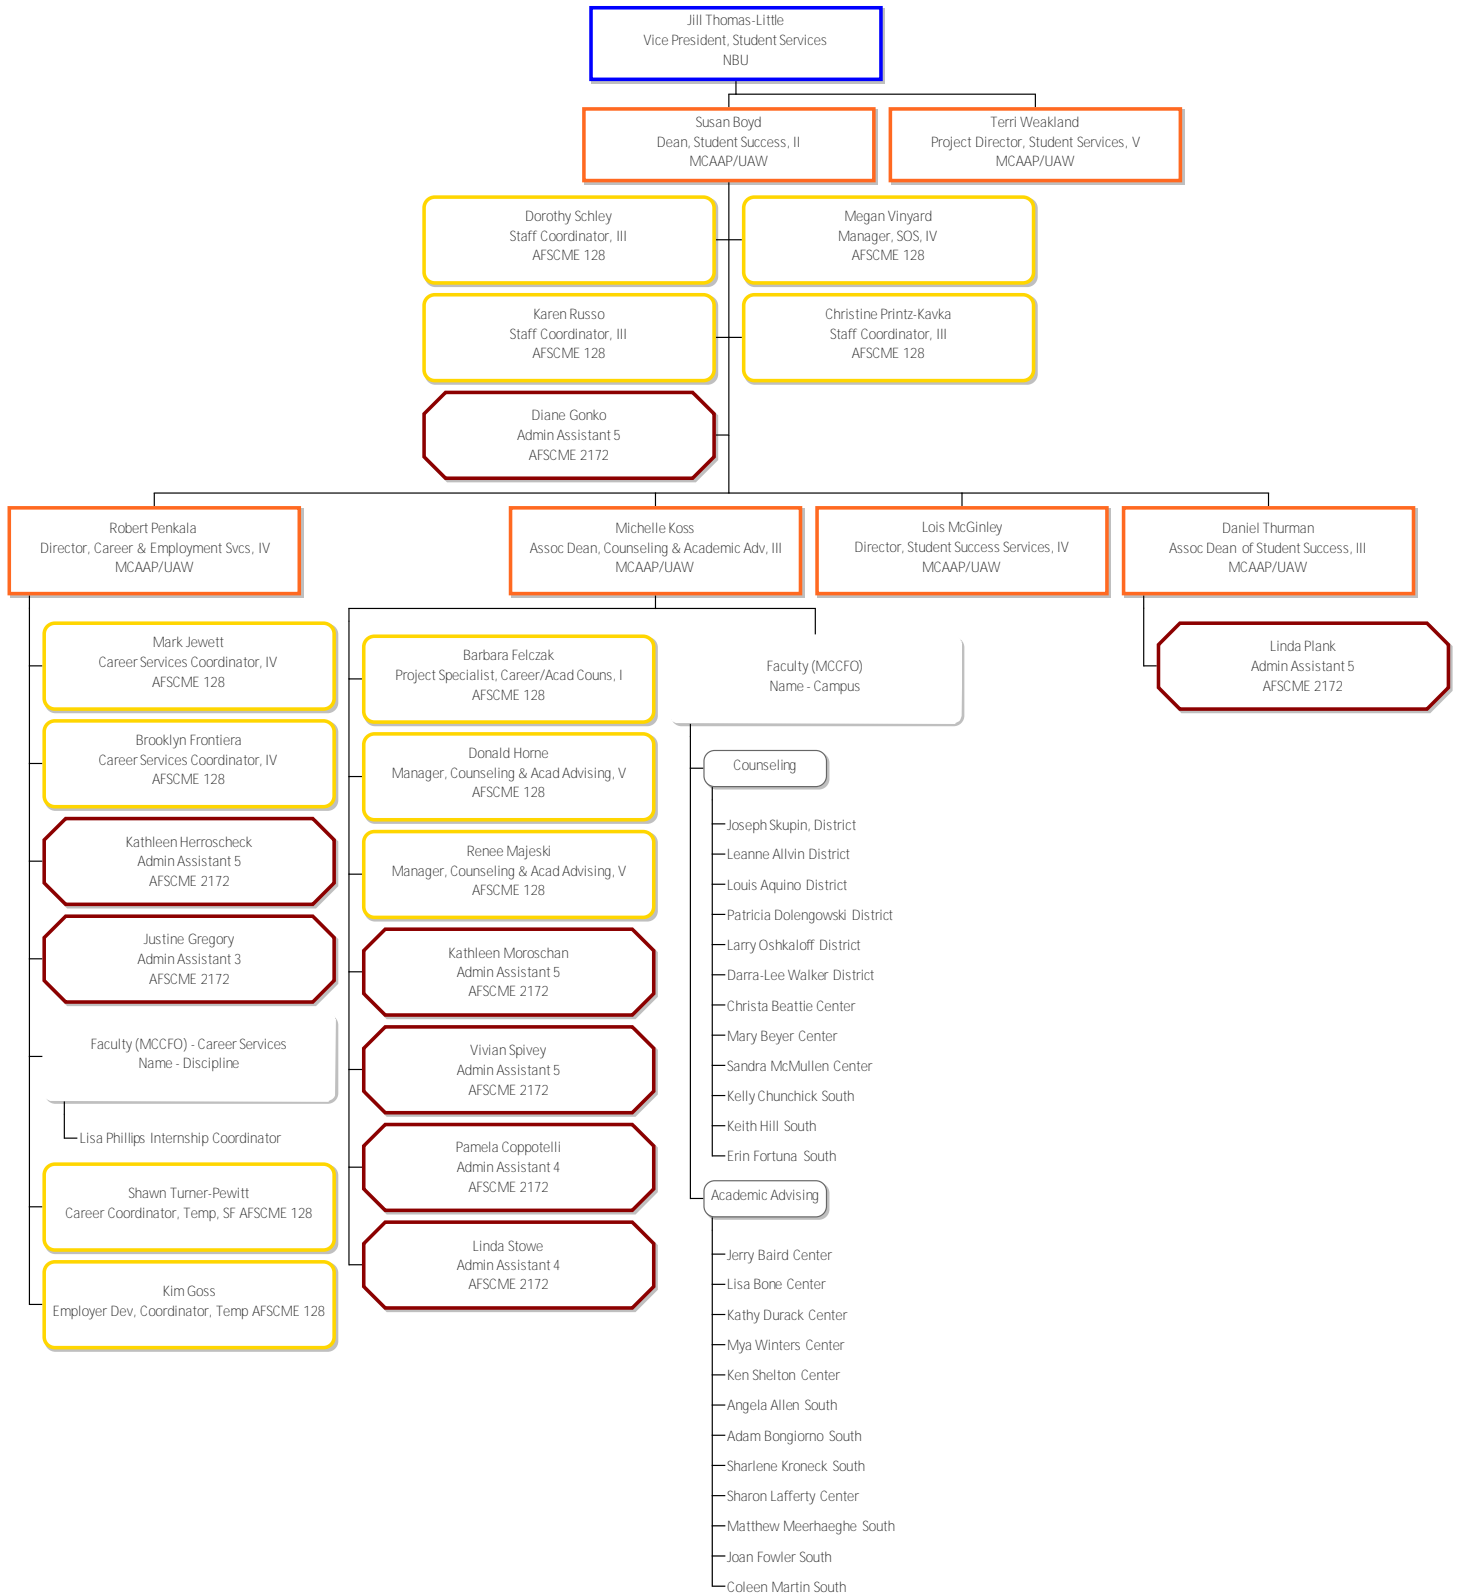 Jill Thomas-Little
Vice President, Student Services
NBU
Susan Boyd
Dean, Student Success, II
MCAAP/UAW
Terri Weakland
Project Director, Student Services, V
MCAAP/UAW
Dorothy Schley
Staff Coordinator, III
AFSCME 128
Megan Vinyard
Manager, SOS, IV
AFSCME 128
Karen Russo
Staff Coordinator, III
AFSCME 128
Christine Printz-Kavka
Staff Coordinator, III
AFSCME 128
Diane Gonko
Admin Assistant 5
AFSCME 2172
Robert Penkala
Director, Career & Employment Svcs, IV
MCAAP/UAW
Michelle Koss
Assoc Dean, Counseling & Academic Adv, III
MCAAP/UAW
Lois McGinley
Director, Student Success Services, IV
MCAAP/UAW
Daniel Thurman
Assoc Dean of Student Success, III
MCAAP/UAW
Mark Jewett
Career Services Coordinator, IV
AFSCME 128
Brooklyn Frontiera
Career Services Coordinator, IV
AFSCME 128
Kathleen Herroscheck
Admin Assistant 5
AFSCME 2172
Justine Gregory
Admin Assistant 3
AFSCME 2172
Faculty (MCCFO) - Career Services
Name - Discipline
Lisa Phillips Internship Coordinator
Shawn Turner-Pewitt
Career Coordinator, Temp, SF AFSCME 128
Kim Goss
Employer Dev, Coordinator, Temp AFSCME 128
Barbara Felczak
Project Specialist, Career/Acad Couns, I
AFSCME 128
Donald Horne
Manager, Counseling & Acad Advising, V
AFSCME 128
Renee Majeski
Manager, Counseling & Acad Advising, V
AFSCME 128
Kathleen Moroschan
Admin Assistant 5
AFSCME 2172
Vivian Spivey
Admin Assistant 5
AFSCME 2172
Pamela Coppotelli
Admin Assistant 4
AFSCME 2172
Linda Stowe
Admin Assistant 4
AFSCME 2172
Faculty (MCCFO)
Name - Campus
Counseling
Joseph Skupin, District
Leanne Allvin District
Louis Aquino District
Patricia Dolengowski District
Larry Oshkaloff District
Darra-Lee Walker District
Christa Beattie Center
Mary Beyer Center
Sandra McMullen Center
Kelly Chunchick South
Keith Hill South
Erin Fortuna South
Academic Advising
Jerry Baird Center
Lisa Bone Center
Kathy Durack Center
Mya Winters Center
Ken Shelton Center
Angela Allen South
Adam Bongiorno South
Sharlene Kroneck South
Sharon Lafferty Center
Matthew Meerhaeghe South
Joan Fowler South
Coleen Martin South
Linda Plank
Admin Assistant 5
AFSCME 2172